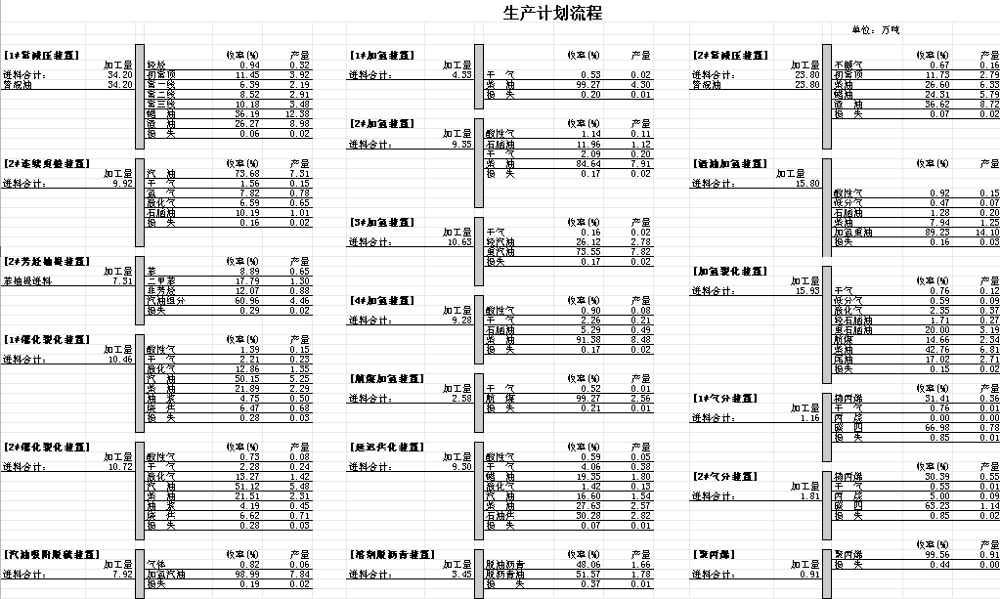 生产计划流程
单位：万吨
【1#常减压装置】 收率(%) 产量
加工量 轻烃 0.94 0.32
进料合计： 34.20 初常顶 11.45 3.92
管输油 34.20 常一线 6.39 2.19
常二线 8.52 2.91
常三线 10.18 3.48
蜡 油 36.19 12.38
渣 油 26.27 8.98
损 失 0.06 0.02
【2#连续重整装置】 收率(%) 产量
加工量 汽 油 73.68 7.31
进料合计： 9.92 干 气 1.56 0.15
氢 气 7.82 0.78
液化气 6.59 0.65
石脑油 10.19 1.01
损 失 0.16 0.02
【2#芳烃抽提装置】 收率(%) 产量
加工量 苯 8.89 0.65
苯抽提进料 7.31 二甲苯 17.79 1.30
非芳烃 12.07 0.88
汽油组分 60.96 4.46
损失 0.29 0.02
【1#催化裂化装置】 收率(%) 产量
加工量 酸性气 1.39 0.15
进料合计： 10.46 干 气 2.21 0.23
液化气 12.86 1.35
汽 油 50.15 5.25
柴 油 21.89 2.29
油 浆 4.75 0.50
烧 焦 6.47 0.68
损 失 0.28 0.03
【2#催化裂化装置】 收率(%) 产量
加工量 酸性气 0.73 0.08
进料合计： 10.72 干 气 2.28 0.24
液化气 13.27 1.42
汽 油 51.12 5.48
柴 油 21.51 2.31
油 浆 4.19 0.45
烧 焦 6.62 0.71
损 失 0.28 0.03
【汽油吸附脱硫装置】 收率(%) 产量
加工量 气体 0.82 0.06
进料合计： 7.92 加氢汽油 98.99 7.84
损失 0.19 0.02
【1#加氢装置】 收率(%) 产量
加工量
进料合计： 4.33 干 气 0.53 0.02
柴 油 99.27 4.30
损 失 0.20 0.01
【2#加氢装置】 收率(%) 产量
加工量 酸性气 1.14 0.11
进料合计： 9.35 石脑油 11.96 1.12
干 气 2.09 0.20
柴 油 84.64 7.91
损 失 0.17 0.02
【3#加氢装置】 收率(%) 产量
加工量 干气 0.16 0.02
进料合计： 10.63 轻汽油 26.12 2.78
重汽油 73.55 7.82
损失 0.17 0.02
【4#加氢装置】 收率(%) 产量
加工量 酸性气 0.90 0.08
进料合计： 9.28 干 气 2.26 0.21
石脑油 5.29 0.49
柴 油 91.38 8.48
损 失 0.17 0.02
【航煤加氢装置】 收率(%) 产量
加工量 干 气 0.52 0.01
进料合计： 2.58 航 煤 99.27 2.56
损 失 0.21 0.01
【延迟焦化装置】 收率(%) 产量
加工量 酸性气 0.59 0.05
进料合计： 9.30 干 气 4.06 0.38
蜡 油 19.35 1.80
液化气 1.42 0.13
汽 油 16.60 1.54
柴 油 27.63 2.57
石油焦 30.28 2.82
损 失 0.07 0.01
【溶剂脱沥青装置】 收率(%) 产量
加工量 脱油沥青 48.06 1.66
进料合计： 3.45 脱沥青油 51.57 1.78
损 失 0.37 0.01
【2#常减压装置】 收率(%) 产量
加工量 不凝气 0.67 0.16
进料合计： 23.80 初常顶 11.73 2.79
23.80 柴油 26.60 6.33
蜡油 24.31 5.79
渣 油 36.62 8.72
损 失 0.07 0.02
【渣油加氢装置】 收率(%) 产量
加工量
进料合计： 15.80
酸性气 0.92 0.15
低分气 0.47 0.07
石脑油 1.28 0.20
柴油 7.94 1.25
加氢重油 89.23 14.10
损失 0.16 0.03
【加氢裂化装置】 收率(%) 产量
加工量
进料合计： 15.93 干气 0.76 0.12
低分气 0.59 0.09
液化气 2.35 0.37
轻石脑油 1.71 0.27
重石脑油 20.00 3.19
航煤 14.66 2.34
柴油 42.76 6.81
尾油 17.02 2.71
损失 0.15 0.02
收率(%) 产量
【1#气分装置】 精丙烯 31.41 0.36
加工量 干 气 0.76 0.01
进料合计： 1.16 丙 烷 0.00 0.00
碳 四 66.98 0.78
损 失 0.85 0.01
收率(%) 产量
【2#气分装置】 精丙烯 30.39 0.55
加工量 干 气 0.53 0.01
进料合计： 1.81 丙 烷 5.00 0.09
碳 四 63.23 1.14
损 失 0.85 0.02
收率(%) 产量
【聚丙烯】 聚丙烯 99.56 0.91
加工量 损 失 0.44 0.00
进料合计： 0.91